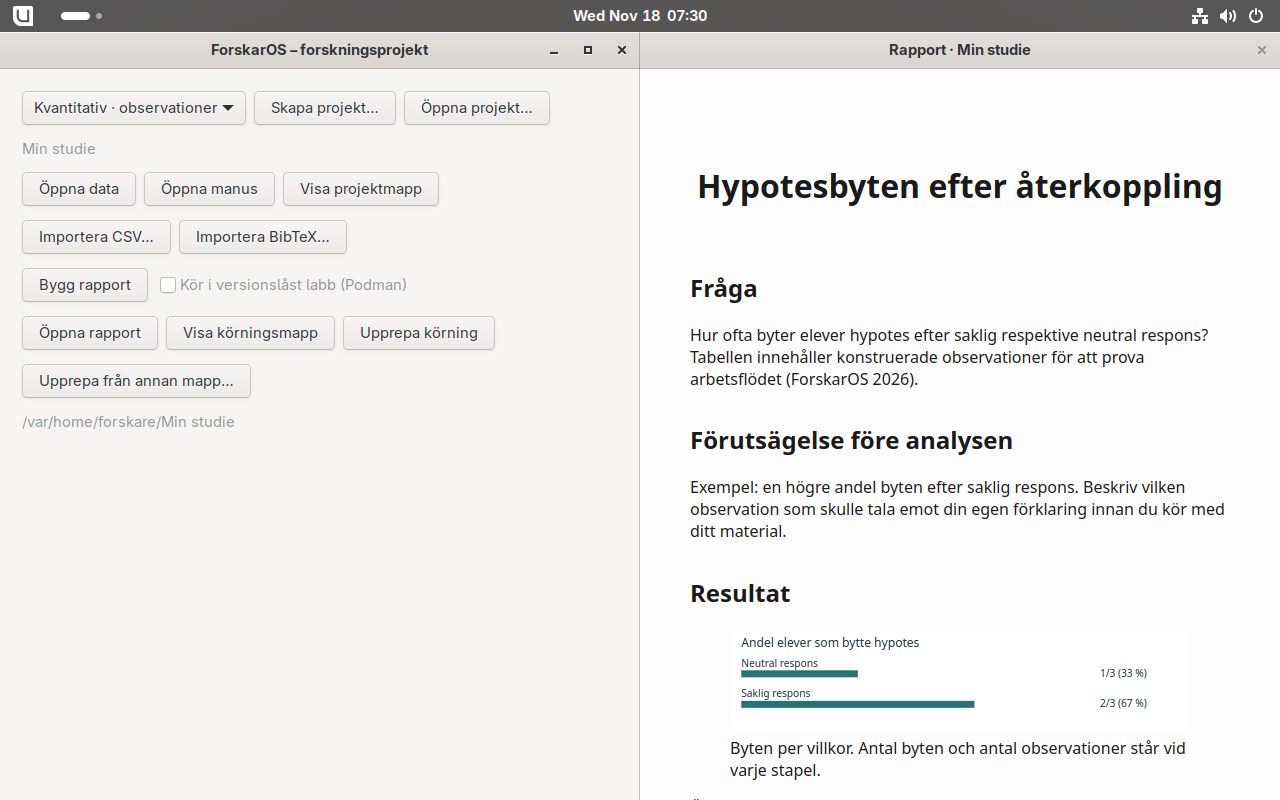 Wed Nov 18  07:30
ForskarOS – forskningsprojekt
Kvantitativ · observationer
Skapa projekt…
Öppna projekt…
Min studie
Öppna data
Öppna manus
Visa projektmapp
Importera CSV…
Importera BibTeX…
Bygg rapport
Kör i versionslåst labb (Podman)
Öppna rapport
Visa körningsmapp
Upprepa körning
Upprepa från annan mapp…
/var/home/forskare/Min studie
Rapport · Min studie
Hypotesbyten efter återkoppling
Fråga
Hur ofta byter elever hypotes efter saklig respektive neutral respons?
Tabellen innehåller konstruerade observationer för att prova
arbetsflödet (ForskarOS 2026).
Förutsägelse före analysen
Exempel: en högre andel byten efter saklig respons. Beskriv vilken
observation som skulle tala emot din egen förklaring innan du kör med
ditt material.
Resultat
Andel elever som bytte hypotes
Neutral respons
1/3 (33 %)
Saklig respons
2/3 (67 %)
Byten per villkor. Antal byten och antal observationer står vid
varje stapel.